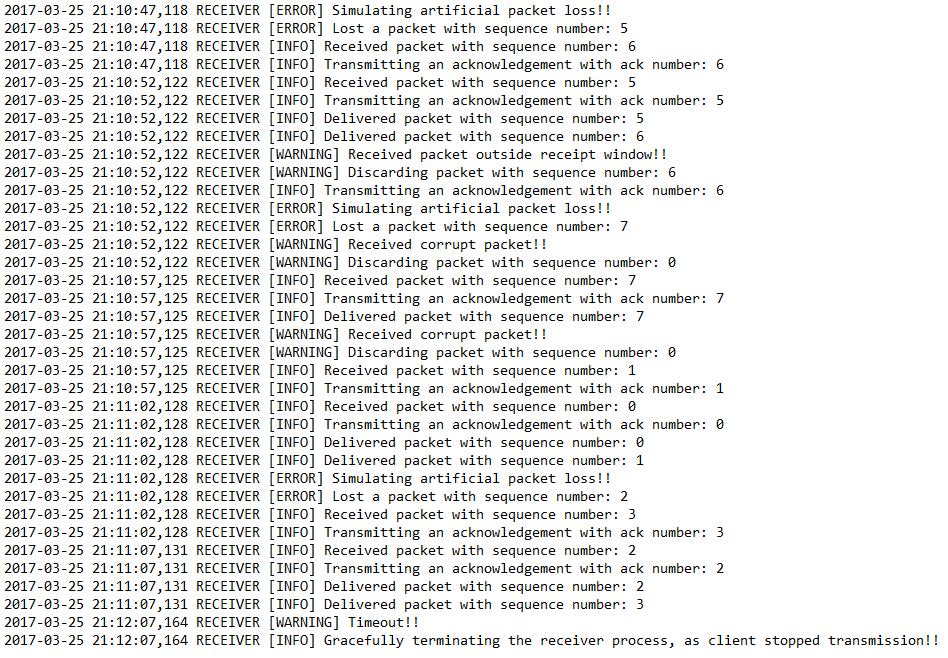 2017-03-25 21:10:47,118 RECEIVER [ERROR] Simulating artificial packet loss!!
2017-03-25 21:10:47,118 RECEIVER [ERROR] Lost a packet with sequence number: 5
2017-03-25 21:10:47,118 RECEIVER [INFO] Received packet with sequence number: 6
2017-03-25 21:10:47,118 RECEIVER [INFO] Transmitting an acknowledgement with ack number: 6
2017-03-25 21:10:52,122 RECEIVER [INFO] Received packet with sequence number: 5
2017-03-25 21:10:52,122 RECEIVER [INFO] Transmitting an acknowledgement with ack number: 5
2017-03-25 21:10:52,122 RECEIVER [INFO] Delivered packet with sequence number: 5
2017-03-25 21:10:52,122 RECEIVER [INFO] Delivered packet with sequence number: 6
2017-03-25 21:10:52,122 RECEIVER [WARNING] Received packet outside receipt window!!
2017-03-25 21:10:52,122 RECEIVER [WARNING] Discarding packet with sequence number: 6
2017-03-25 21:10:52,122 RECEIVER [INFO] Transmitting an acknowledgement with ack number: 6
2017-03-25 21:10:52,122 RECEIVER [ERROR] Simulating artificial packet loss!!
2017-03-25 21:10:52,122 RECEIVER [ERROR] Lost a packet with sequence number: 7
2017-03-25 21:10:52,122 RECEIVER [WARNING] Received corrupt packet!!
2017-03-25 21:10:52,122 RECEIVER [WARNING] Discarding packet with sequence number: 0
2017-03-25 21:10:57,125 RECEIVER [INFO] Received packet with sequence number: 7
2017-03-25 21:10:57,125 RECEIVER [INFO] Transmitting an acknowledgement with ack number: 7
2017-03-25 21:10:57,125 RECEIVER [INFO] Delivered packet with sequence number: 7
2017-03-25 21:10:57,125 RECEIVER [WARNING] Received corrupt packet!!
2017-03-25 21:10:57,125 RECEIVER [WARNING] Discarding packet with sequence number: 0
2017-03-25 21:10:57,125 RECEIVER [INFO] Received packet with sequence number: 1
2017-03-25 21:10:57,125 RECEIVER [INFO] Transmitting an acknowledgement with ack number: 1
2017-03-25 21:11:02,128 RECEIVER [INFO] Received packet with sequence number: 0
2017-03-25 21:11:02,128 RECEIVER [INFO] Transmitting an acknowledgement with ack number: 0
2017-03-25 21:11:02,128 RECEIVER [INFO] Delivered packet with sequence number: 0
2017-03-25 21:11:02,128 RECEIVER [INFO] Delivered packet with sequence number: 1
2017-03-25 21:11:02,128 RECEIVER [ERROR] Simulating artificial packet loss!!
2017-03-25 21:11:02,128 RECEIVER [ERROR] Lost a packet with sequence number: 2
2017-03-25 21:11:02,128 RECEIVER [INFO] Received packet with sequence number: 3
2017-03-25 21:11:02,128 RECEIVER [INFO] Transmitting an acknowledgement with ack number: 3
2017-03-25 21:11:07,131 RECEIVER [INFO] Received packet with sequence number: 2
2017-03-25 21:11:07,131 RECEIVER [INFO] Transmitting an acknowledgement with ack number: 2
2017-03-25 21:11:07,131 RECEIVER [INFO] Delivered packet with sequence number: 2
2017-03-25 21:11:07,131 RECEIVER [INFO] Delivered packet with sequence number: 3
2017-03-25 21:12:07,164 RECEIVER [WARNING] Timeout!!
2017-03-25 21:12:07,164 RECEIVER [INFO] Gracefully terminating the receiver process, as client stopped transmission!!